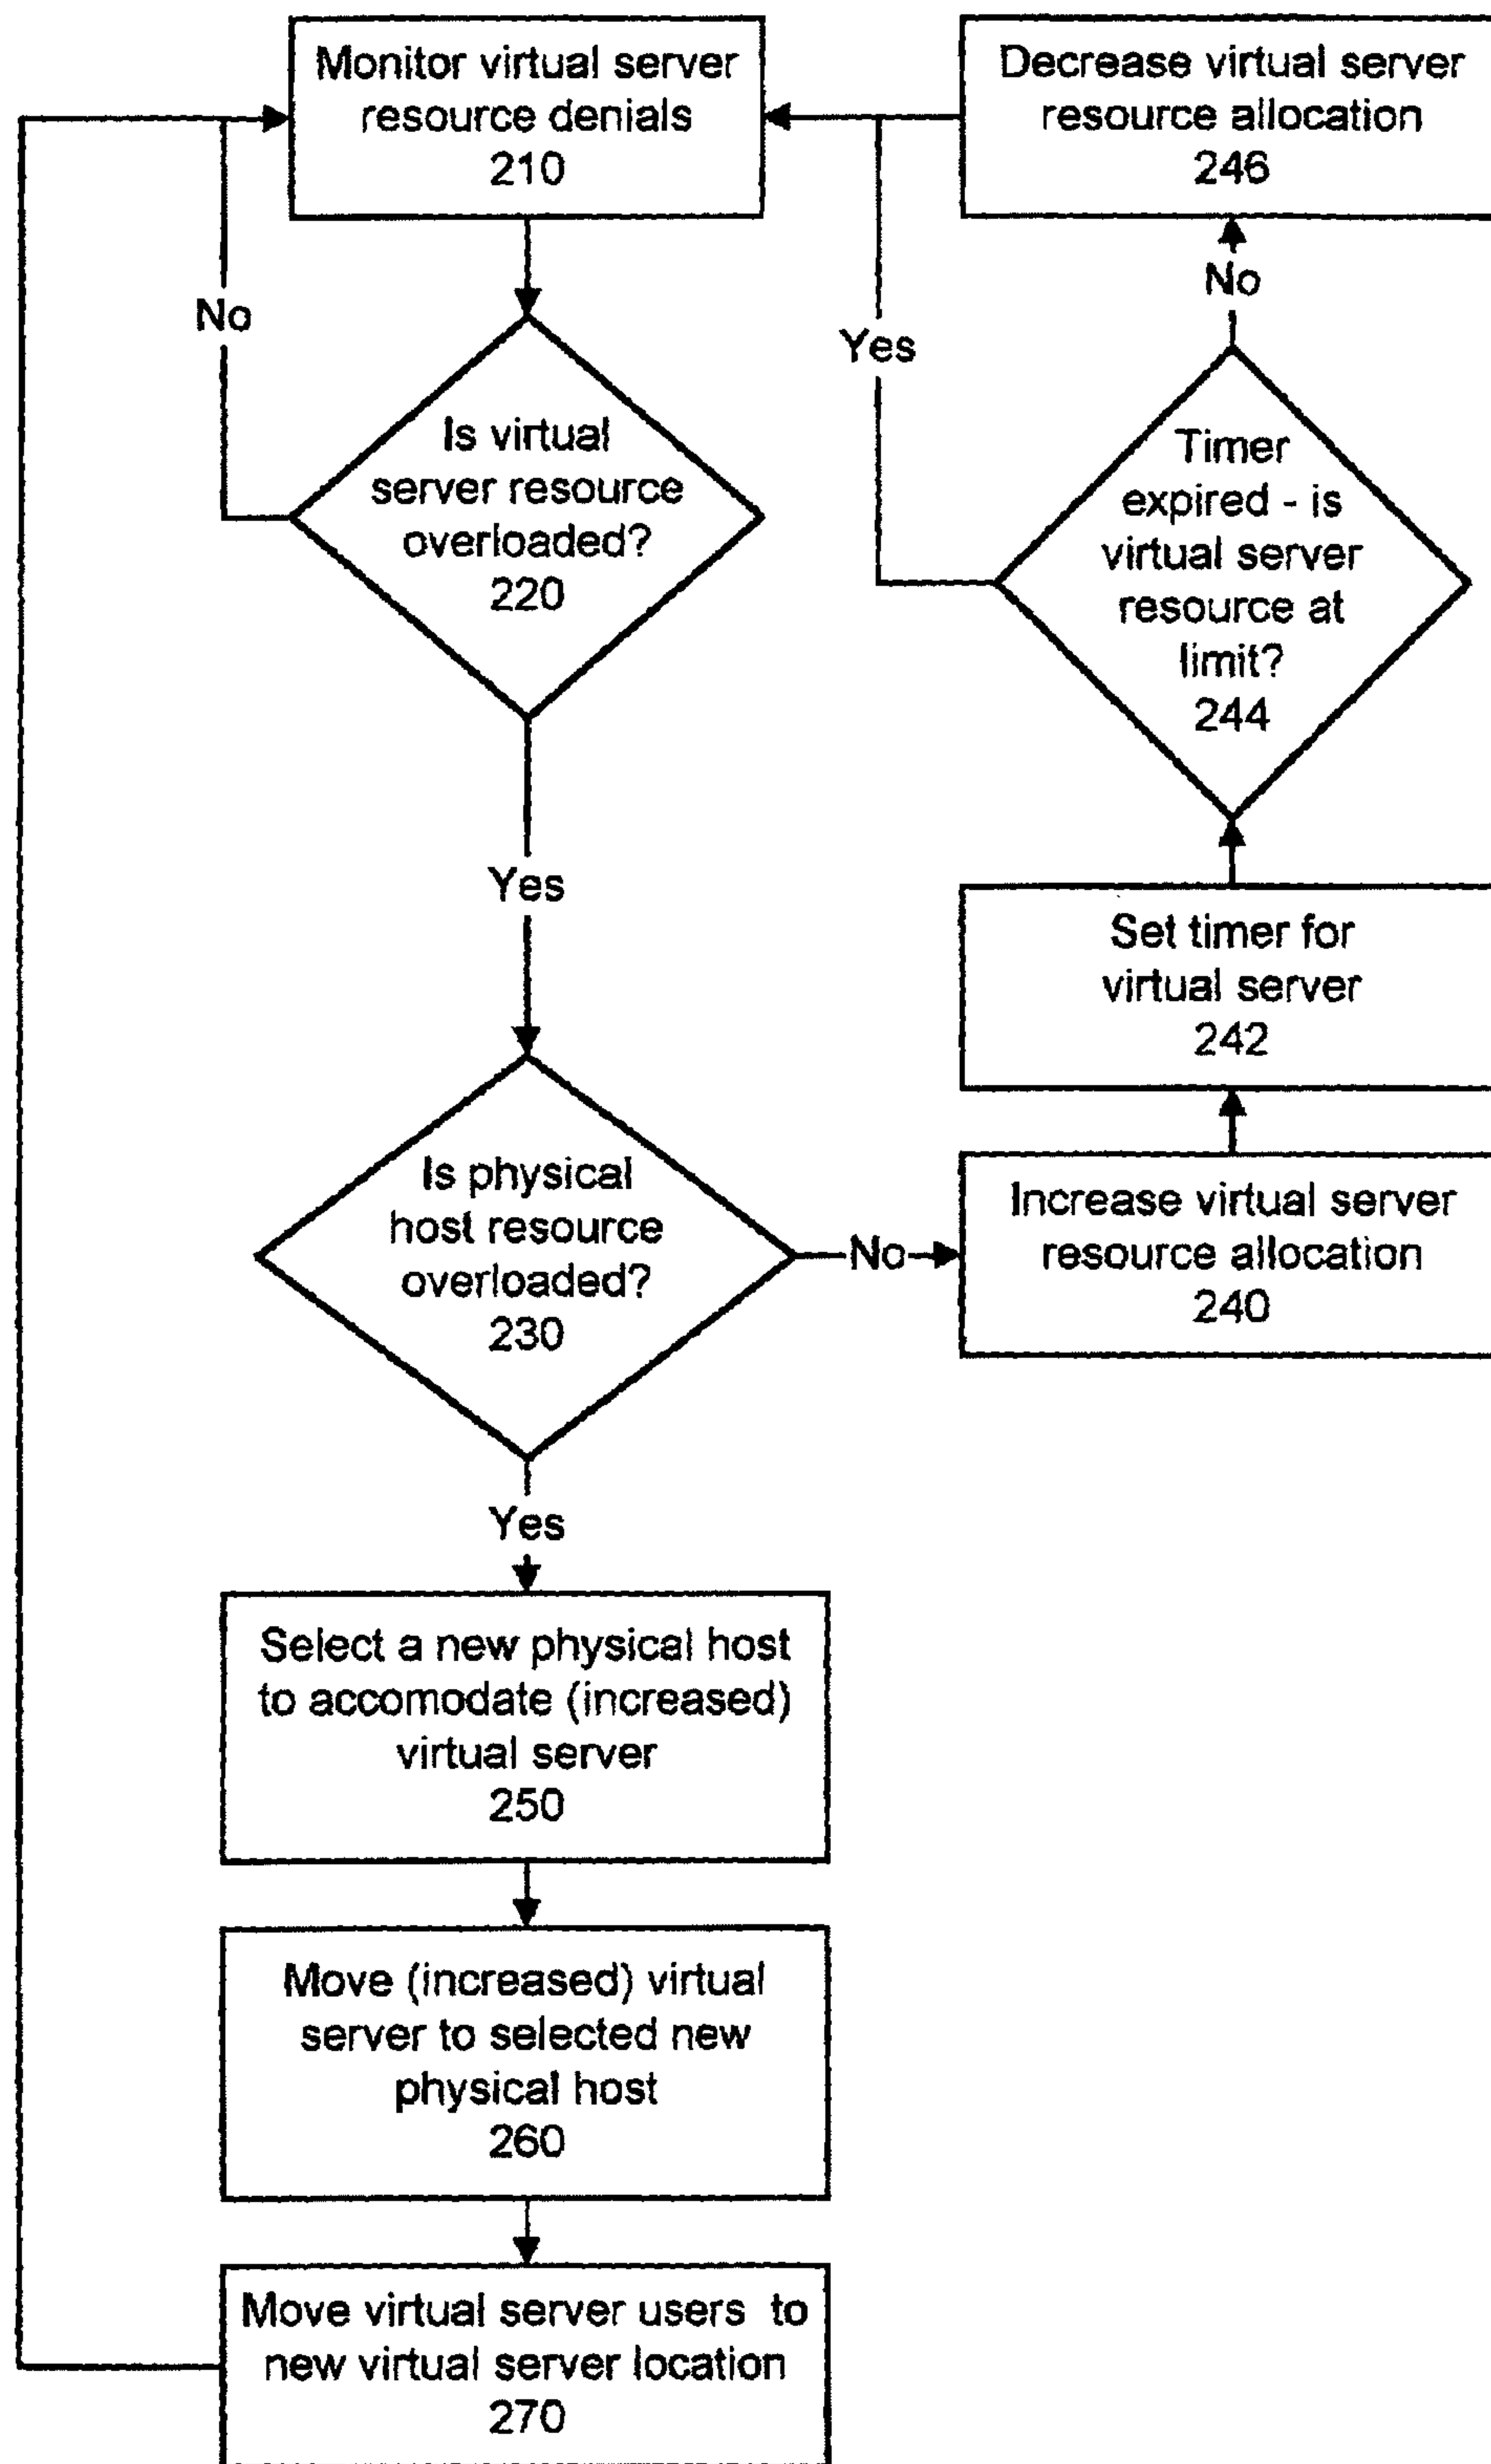 Monitor virtual server
resource denials
210
Decrease virtual server
resource allocation
246
No
No
Yes
Is virtual
server resource
overloaded?
220
Timer
expired - is
virtual server
resource at
limit?
244
Yes
Set timer for
virtual server
242
Is physical
host resource
overloaded?
230
No
Increase virtual server
resource allocation
240
Yes
Select a new physical host
to accomodate (increased)
virtual server
250
Move (increased) virtual
server to selected new
physical host
260
Move virtual server users to
new virtual server location
270